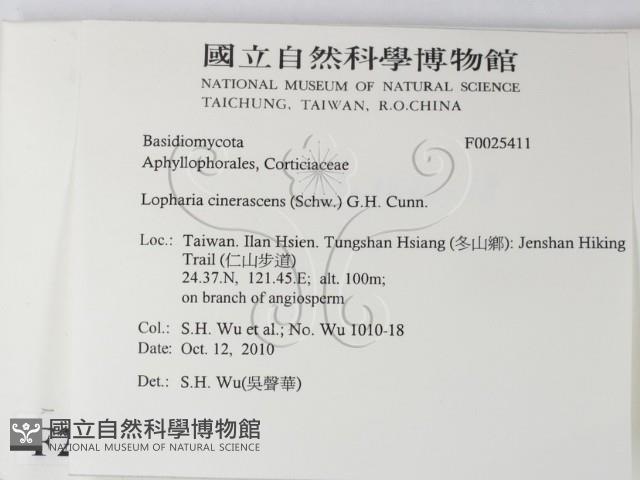 國立自然科學博物館
NATIONAL MUSEUM OF NATURAL SCIENCE
TAICHUNG, TAIWAN, R.O.CHINA
Basidiomycota F0025411
Aphyllophorales, Corticiaceae
Lopharia cinerascens (Schw.) G.H. Cunn.
Loc.: Taiwan. Ilan Hsien. Tungshan Hsiang (冬山鄉): Jenshan Hiking
Trail (仁山步道)
24.37.N, 121.45.E; alt. 100m;
on branch of angiosperm
Col.: S.H. Wu et al.; No. Wu 1010-18
Date: Oct. 12, 2010
Det.: S.H. Wu(吳聲華)
國立自然科學博物館
NATIONAL MUSEUM OF NATURAL SCIENCE